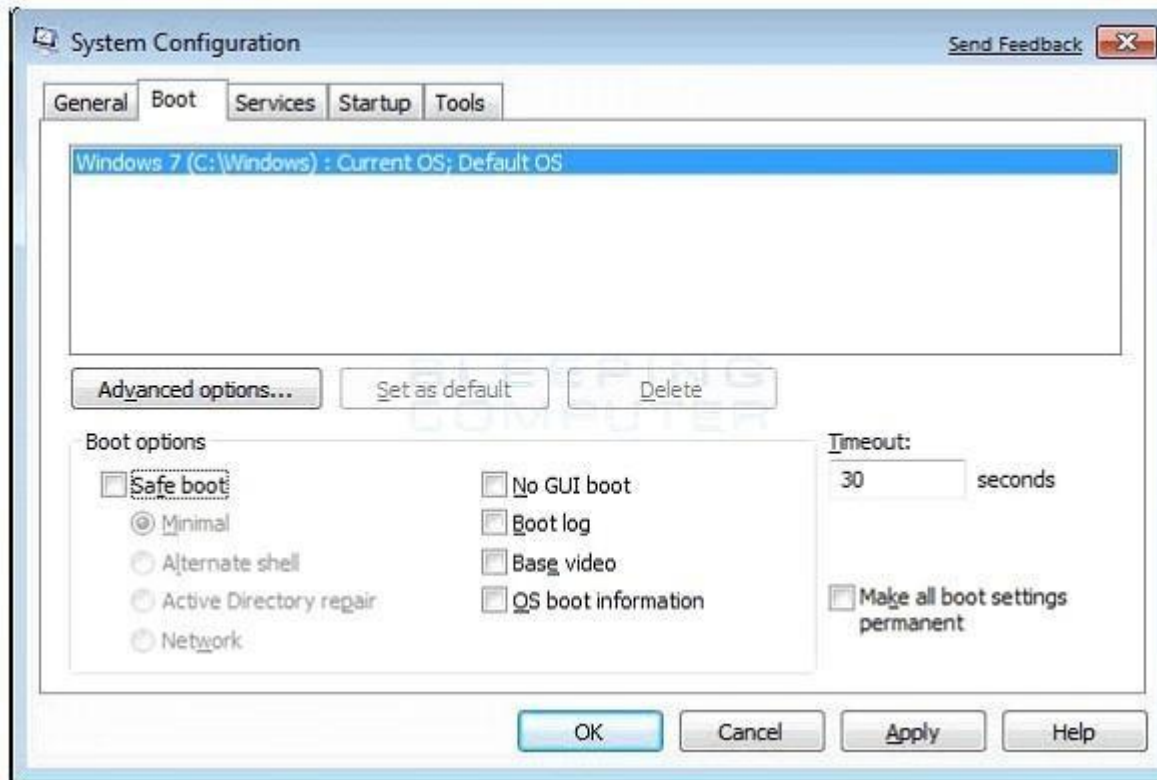 System Configuration
Send Feedback
General Boot Services Startup Tools
Windows 7 (C:\Windows) : Current OS; Default OS
BLEEPING
COMPUTER
Advanced options... Set as default Delete
Boot options
Timeout:
Safe boot No GUI boot 30 seconds
Minimal Boot log
Alternate shell Base video
Active Directory repair OS boot information Make all boot settings
permanent
Network
OK Cancel Apply Help